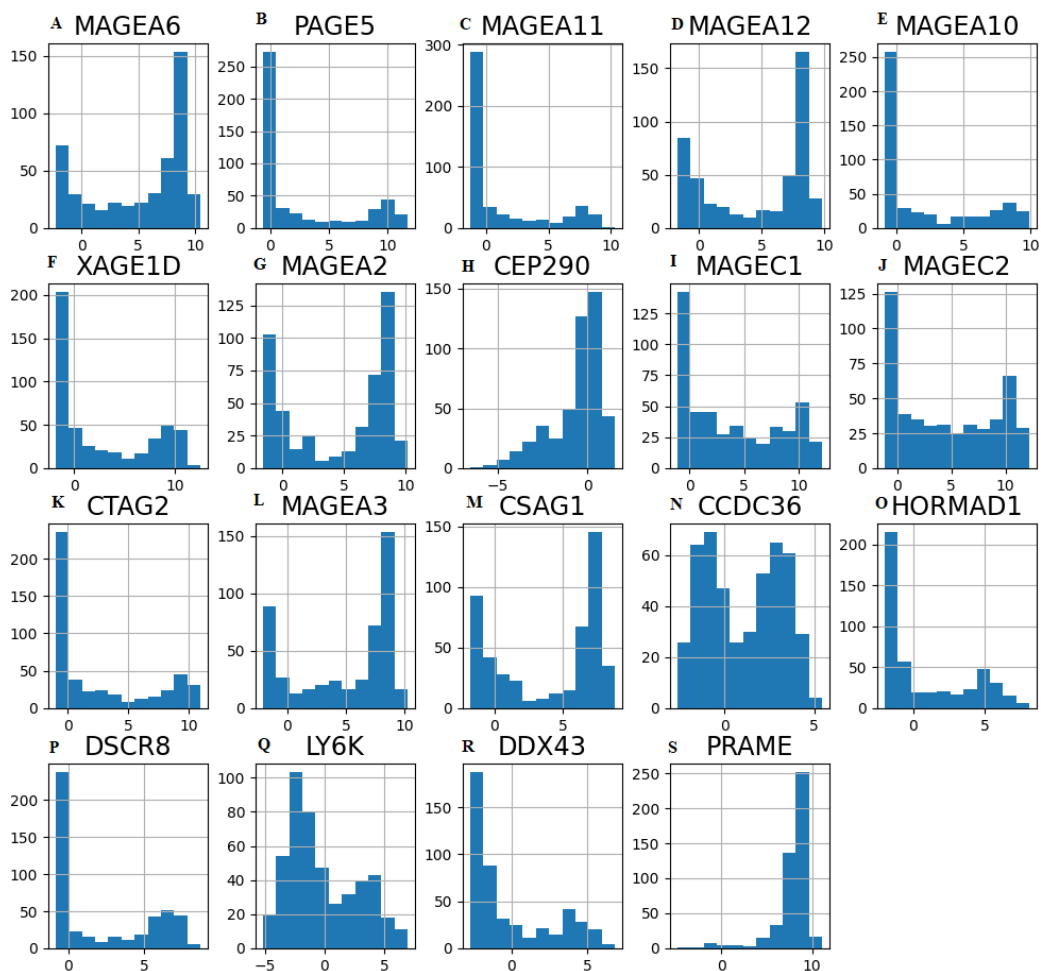 A MAGEA6 B PAGE5 C MAGEA11 D MAGEA12 E MAGEA10
150 100 50 0
250 200 150 100 50 0
300 200 100 0
150 100 50 0
250 200 150 100 50 0
0 5 10 0 5 10 0 5 10 0 5 10 0 5 10
F XAGE1D G MAGEA2 H CEP290 I MAGEC1 J MAGEC2
200 150 100 50 0
125 100 75 50 25 0
150 100 50 0
125 100 75 50 25 0
125 100 75 50 25 0
0 10 0 5 10 −5 0 0 5 10 0 5 10
K CTAG2 L MAGEA3 M CSAG1 N CCDC36 O HORMAD1
200 150 100 50 0
150 100 50 0
150 100 50 0
60 40 20 0
200 150 100 50 0
0 5 10 0 5 10 0 5 0 5 0 5
P DSCR8 Q LY6K R DDX43 S PRAME
200 150 100 50 0
100 80 60 40 20 0
150 100 50 0
250 200 150 100 50 0
0 5 −5 0 5 0 5 0 10